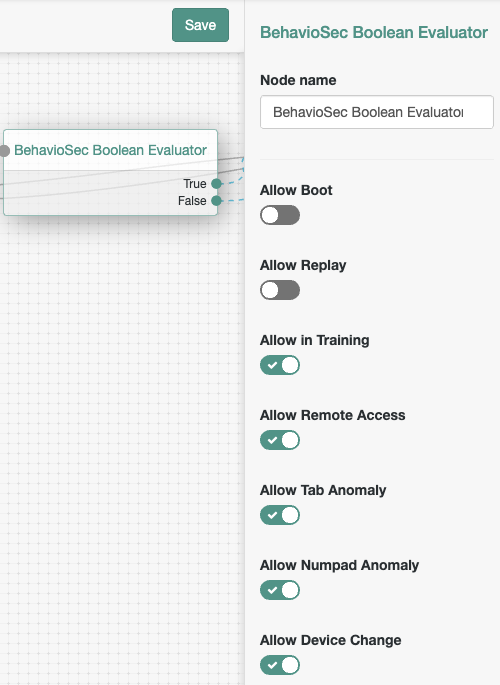 Save
BehavioSec Boolean Evaluator
True
False
BehavioSec Boolean Evaluator
Node name
BehavioSec Boolean Evaluator
Allow Boot
Allow Replay
Allow in Training
Allow Remote Access
Allow Tab Anomaly
Allow Numpad Anomaly
Allow Device Change